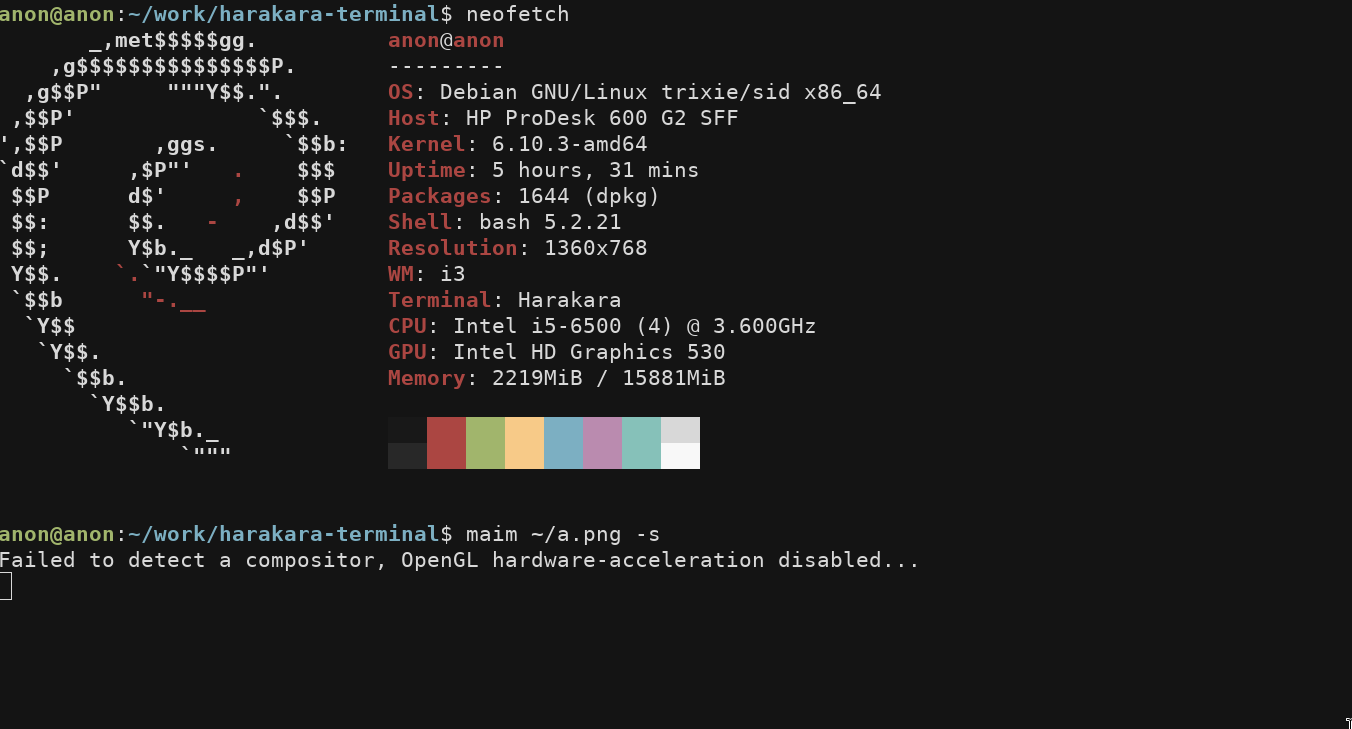 anon@anon:~/work/harakara-terminal$ neofetch
       _,met$$$$$gg.          anon@anon
    ,g$$$$$$$$$$$$$$$P.       ---------
  ,g$$P"     """Y$$.".        OS: Debian GNU/Linux trixie/sid x86_64
 ,$$P'              `$$$.     Host: HP ProDesk 600 G2 SFF
',$$P       ,ggs.     `$$b:   Kernel: 6.10.3-amd64
`d$$'     ,$P"'   .    $$$    Uptime: 5 hours, 31 mins
 $$P      d$'     ,    $$P    Packages: 1644 (dpkg)
 $$:      $$.   -    ,d$$'    Shell: bash 5.2.21
 $$;      Y$b._   _,d$P'      Resolution: 1360x768
 Y$$.    `.`"Y$$$$P"'         WM: i3
 `$$b      "-.__              Terminal: Harakara
  `Y$$                        CPU: Intel i5-6500 (4) @ 3.600GHz
   `Y$$.                      GPU: Intel HD Graphics 530
     `$$b.                    Memory: 2219MiB / 15881MiB
       `Y$$b.
          `"Y$b._
              `"""
anon@anon:~/work/harakara-terminal$ maim ~/a.png -s
Failed to detect a compositor, OpenGL hardware-acceleration disabled...